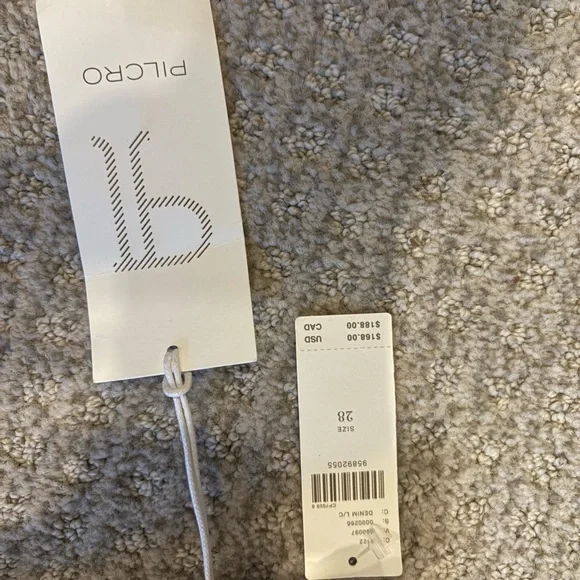 PILCRO
S: 0000266
C: DENIM L/C
95892055
SIZE
28
USD $168.00
CAD $188.00